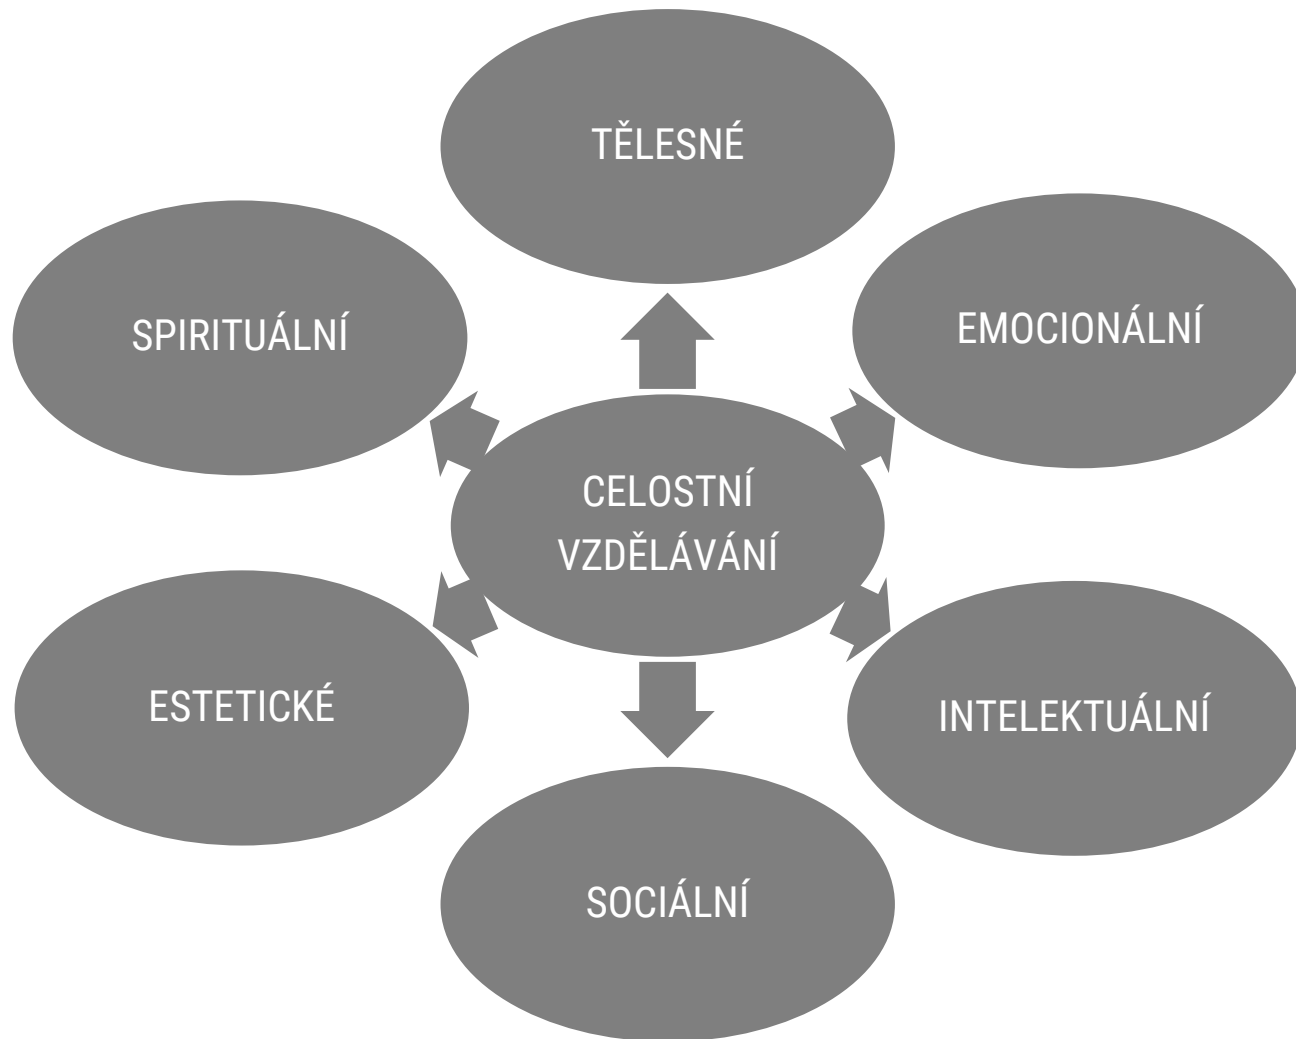 TĚLESNÉ
SPIRITUÁLNÍ
EMOCIONÁLNÍ
CELOSTNÍ
VZDĚLÁVÁNÍ
ESTETICKÉ
INTELEKTUÁLNÍ
SOCIÁLNÍ